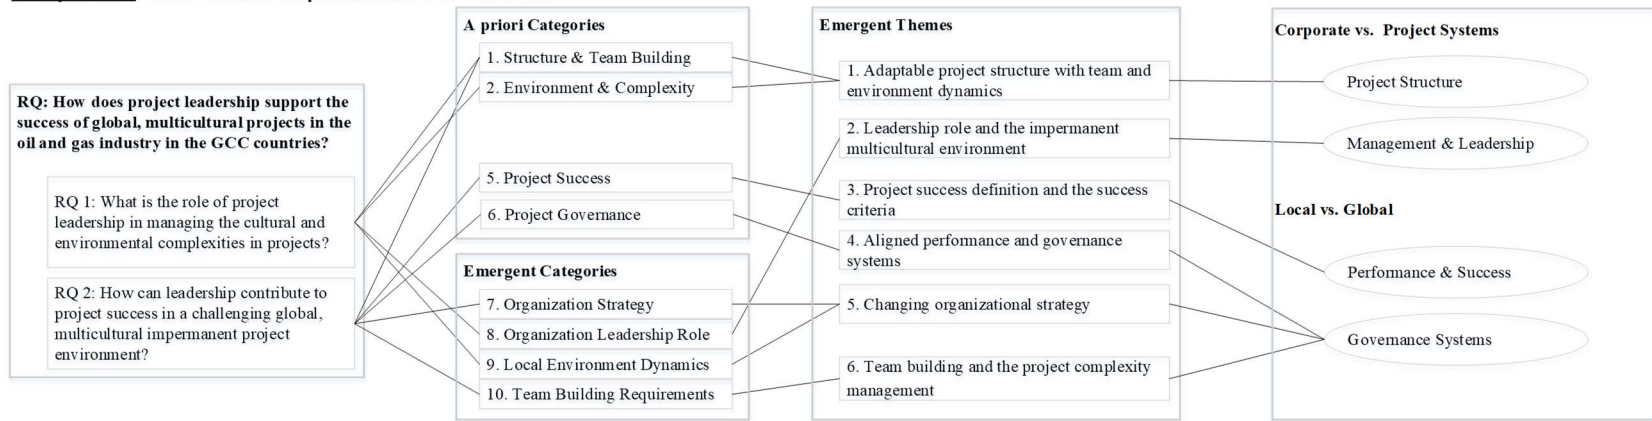 RQ: How does project leadership support the
success of global, multicultural projects in the
oil and gas industry in the GCC countries?
RQ 1: What is the role of project
leadership in managing the cultural and
environmental complexities in projects?
RQ 2: How can leadership contribute to
project success in a challenging global,
multicultural impermanent project
environment?
A priori Categories
1. Structure & Team Building
2. Environment & Complexity
5. Project Success
6. Project Governance
Emergent Categories
7. Organization Strategy
8. Organization Leadership Role
9. Local Environment Dynamics
10. Team Building Requirements
Emergent Themes
1. Adaptable project structure with team and
environment dynamics
2. Leadership role and the impermanent
multicultural environment
3. Project success definition and the success
criteria
4. Aligned performance and governance
systems
5. Changing organizational strategy
6. Team building and the project complexity
management
Corporate vs. Project Systems
Project Structure
Management & Leadership
Local vs. Global
Performance & Success
Governance Systems